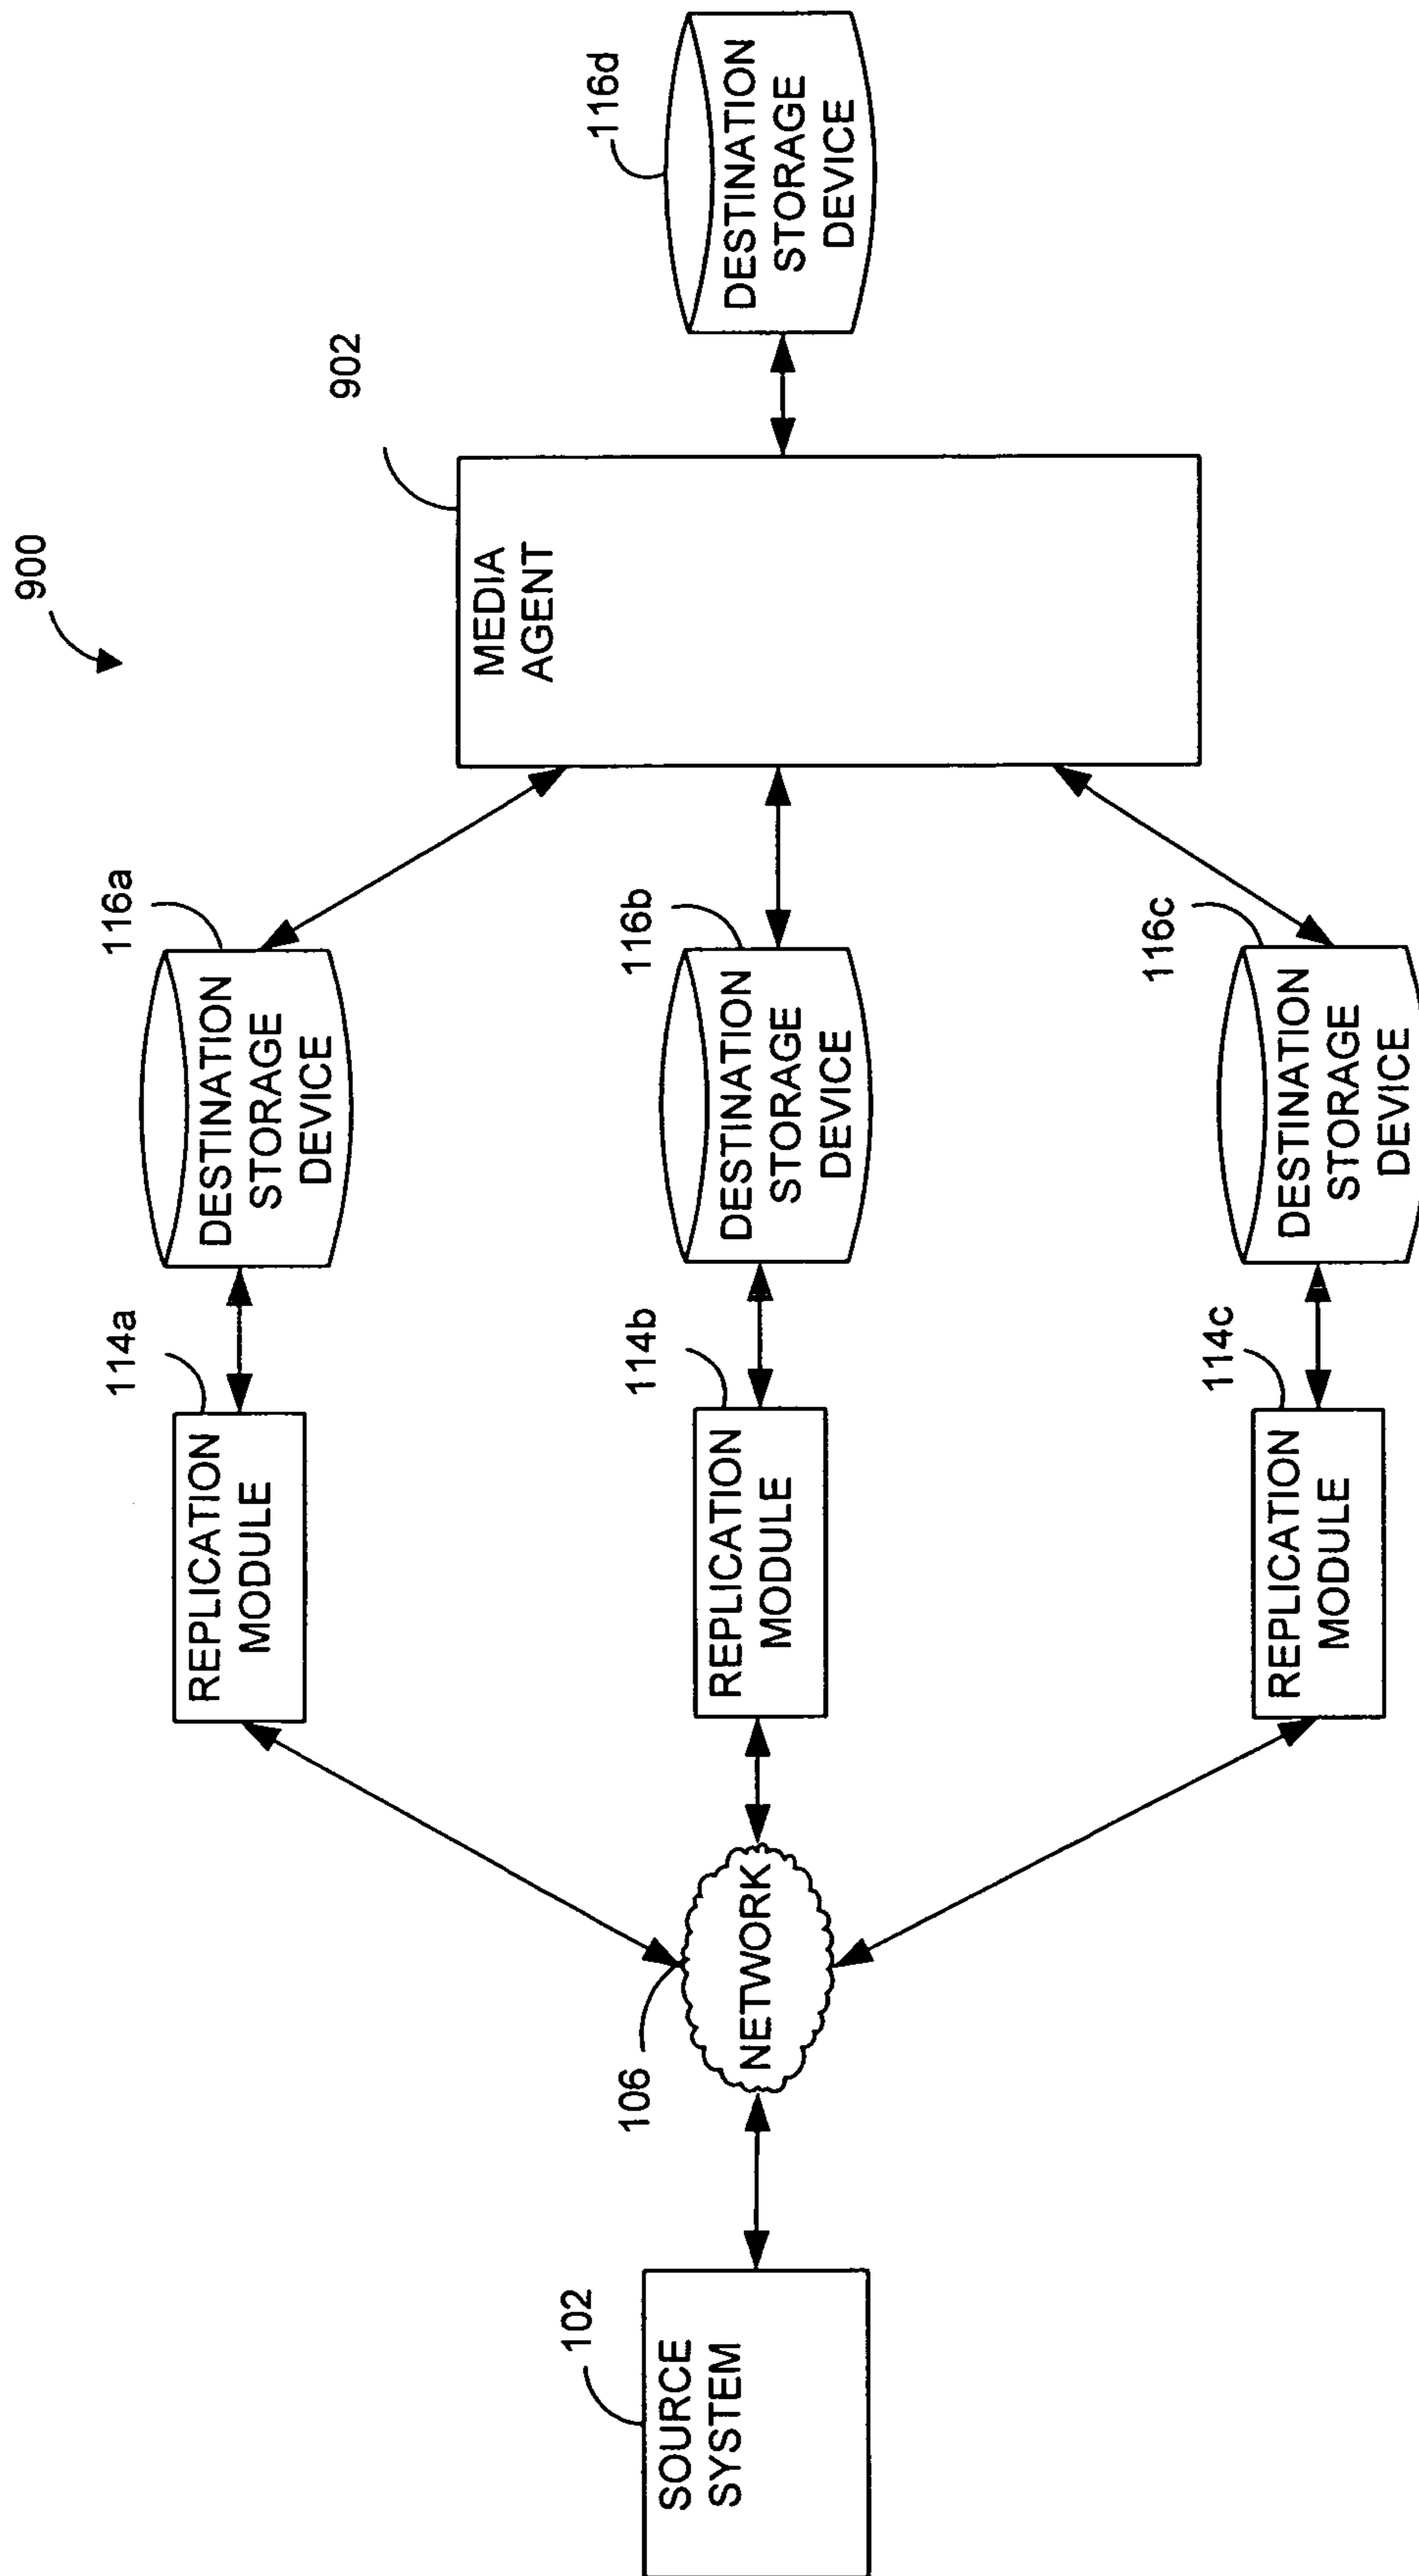 900
102
SOURCE
SYSTEM
106
NETWORK
114a
REPLICATION
MODULE
116a
DESTINATION
STORAGE
DEVICE
114b
REPLICATION
MODULE
116b
DESTINATION
STORAGE
DEVICE
114c
REPLICATION
MODULE
116c
DESTINATION
STORAGE
DEVICE
902
MEDIA
AGENT
116d
DESTINATION
STORAGE
DEVICE